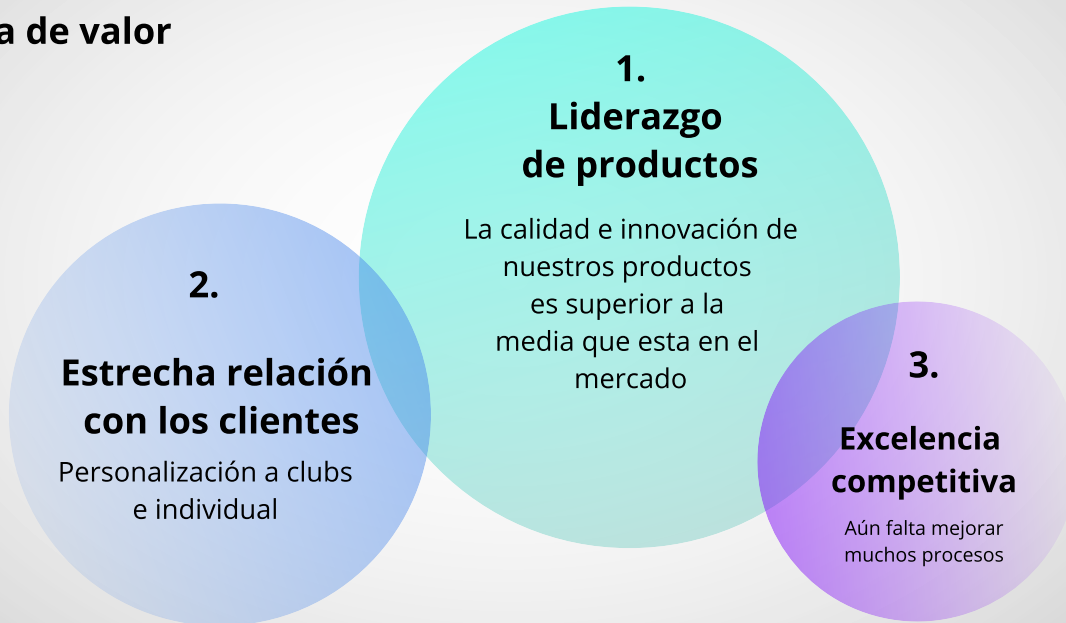 a de valor
1.
Liderazgo
de productos
La calidad e innovación de
nuestros productos
es superior a la
media que esta en el
mercado
2.
Estrecha relación
con los clientes
Personalización a clubs
e individual
3.
Excelencia
competitiva
Aún falta mejorar
muchos procesos